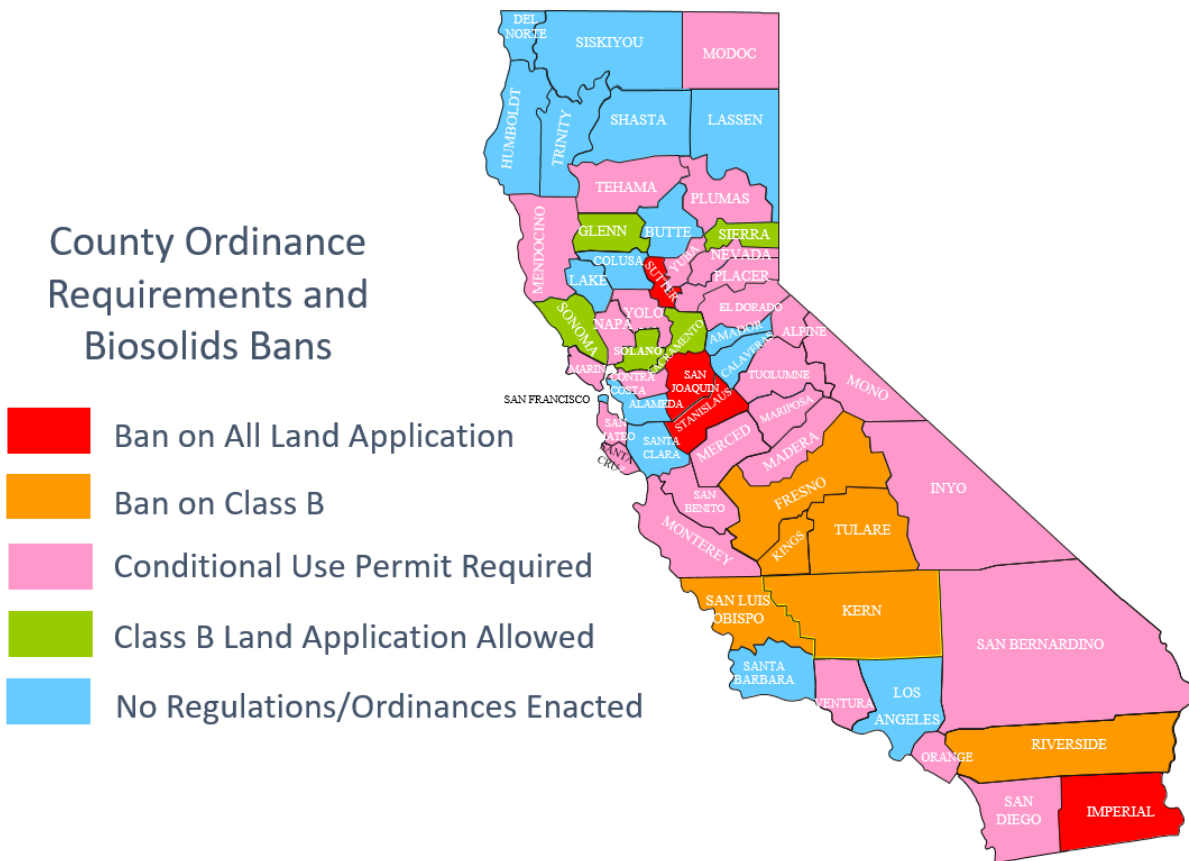 County Ordinance
Requirements and
Biosolids Bans
Ban on All Land Application
Ban on Class B
Conditional Use Permit Required
Class B Land Application Allowed
No Regulations/Ordinances Enacted
DEL
NORTE
SISKIYOU
MODOC
HUMBOLDT
TRINITY
SHASTA
LASSEN
TEHAMA
PLUMAS
MENDOCINO
GLENN
BUTTE
SIERRA
COLUSA
LAKE
SUTTER
YUBA
NEVADA
PLACER
SONOMA
NAPA
YOLO
EL DORADO
SOLANO
SACRAMENTO
AMADOR
ALPINE
CALAVERAS
MARIN
CONTRA
COSTA
SAN
JOAQUIN
TUOLUMNE
MONO
SAN FRANCISCO
ALAMEDA
STANISLAUS
MARIPOSA
SAN
MATEO
SANTA
CLARA
SANTA
CRUZ
MERCED
MADERA
SAN
BENITO
FRESNO
INYO
MONTEREY
KINGS
TULARE
SAN LUIS
OBISPO
KERN
SAN BERNARDINO
SANTA
BARBARA
VENTURA
LOS
ANGELES
ORANGE
RIVERSIDE
SAN
DIEGO
IMPERIAL